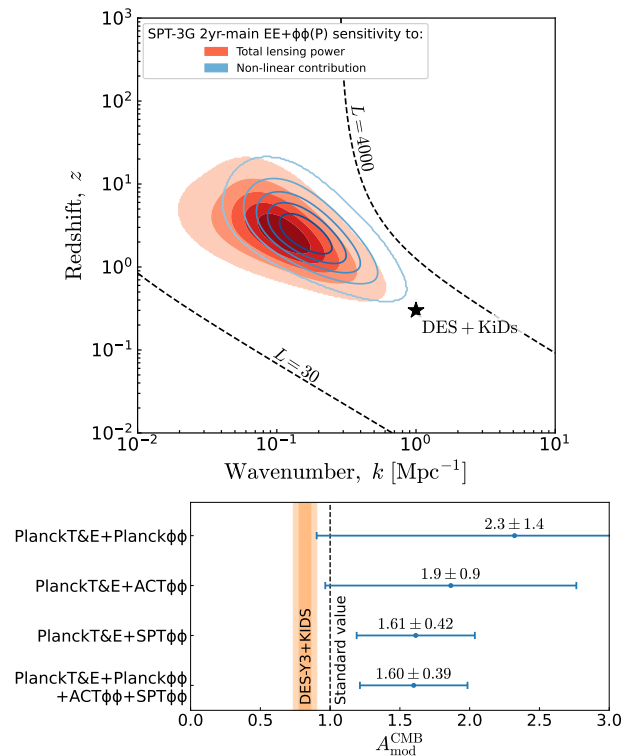 SPT-3G 2yr-main EE+ϕϕ(P) sensitivity to:
Total lensing power
Non-linear contribution
L = 4000
L = 30
DES + KiDs
10³
10²
10¹
10⁰
10⁻¹
10⁻²
Redshift, z
10⁻²
10⁻¹
10⁰
10¹
Wavenumber, k [Mpc⁻¹]
PlanckT&E+Planckϕϕ
2.3 ± 1.4
PlanckT&E+ACTϕϕ
1.9 ± 0.9
PlanckT&E+SPTϕϕ
1.61 ± 0.42
PlanckT&E+Planckϕϕ
+ACTϕϕ+SPTϕϕ
1.60 ± 0.39
DES-Y3+KIDS
Standard value
0.0
0.5
1.0
1.5
2.0
2.5
3.0
A_mod^CMB